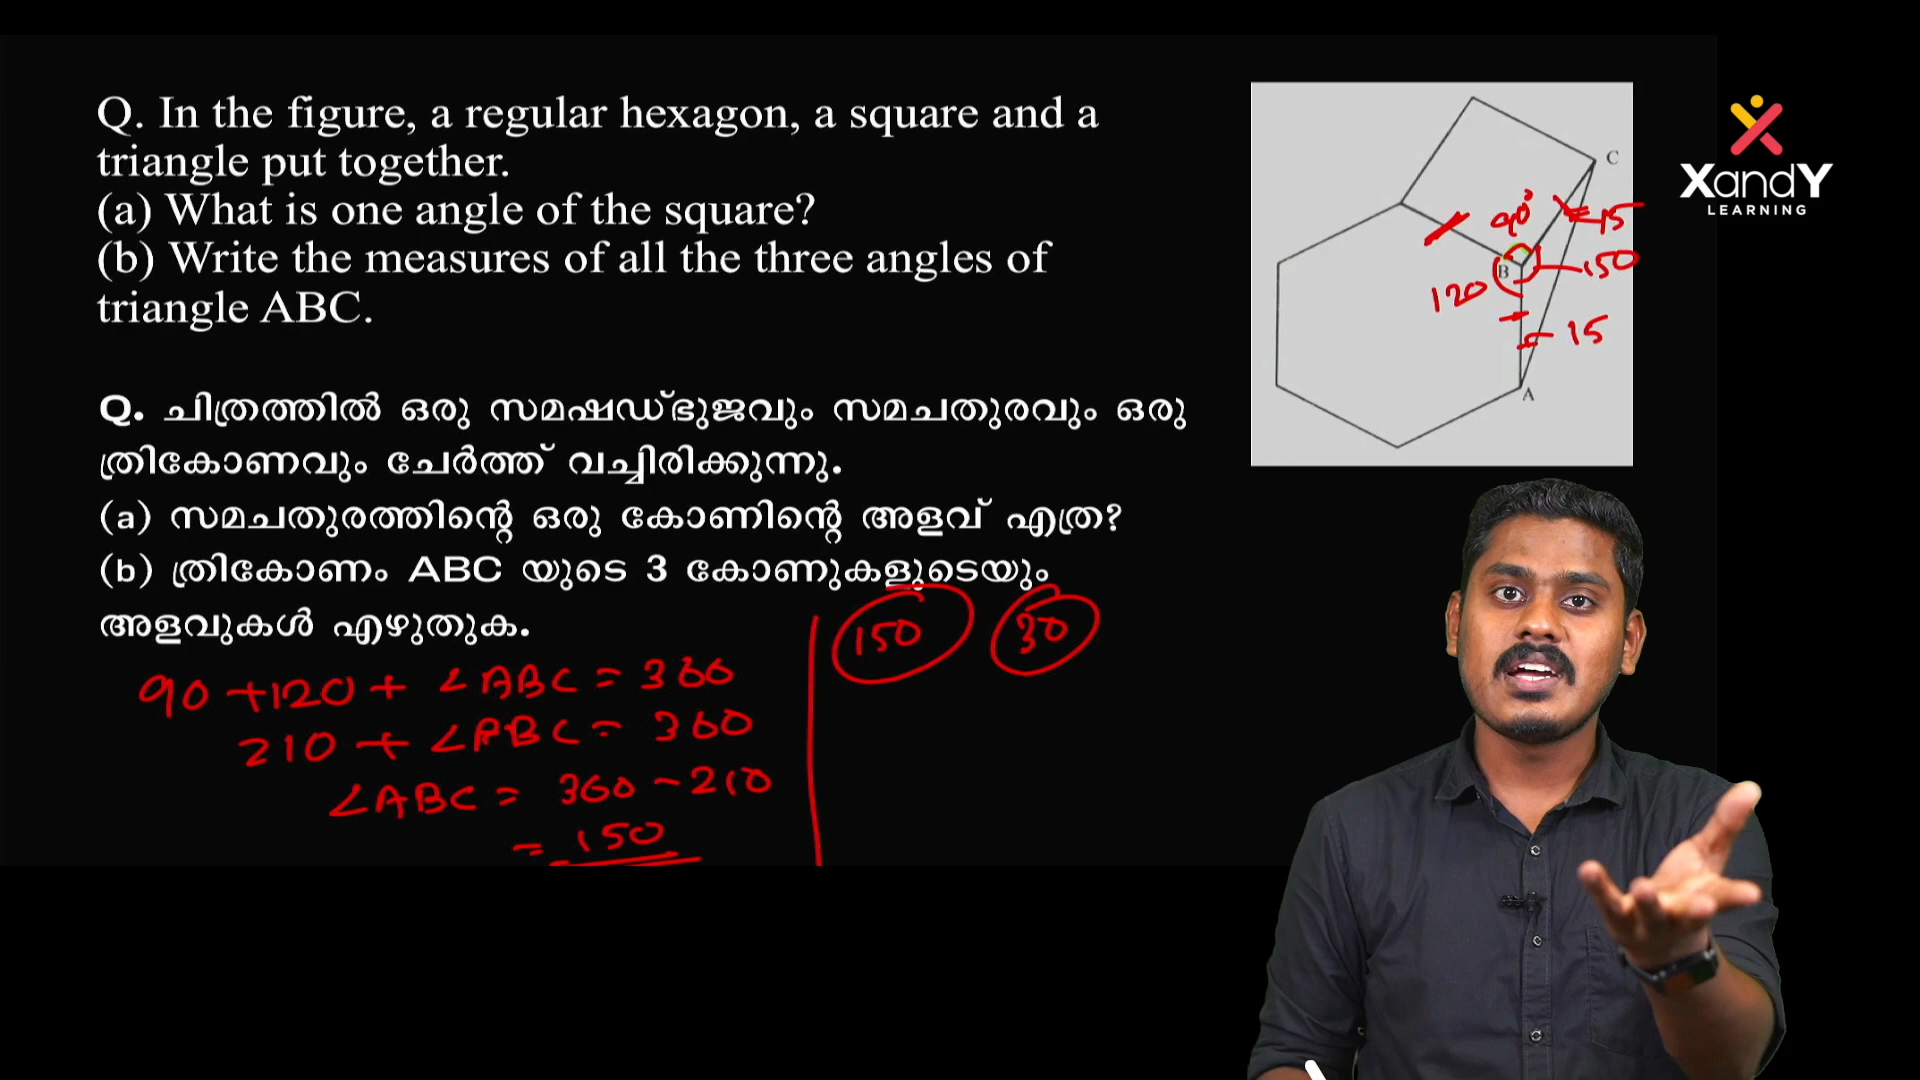 Q. In the figure, a regular hexagon, a square and a
triangle put together.
(a) What is one angle of the square?
(b) Write the measures of all the three angles of
triangle ABC.
Q. ചിത്രത്തിൽ ഒരു സമഷഡ്ഭുജവും സമചതുരവും ഒരു
ത്രികോണവും ചേർത്ത് വച്ചിരിക്കുന്നു.
(a) സമചതുരത്തിന്റെ ഒരു കോണിന്റെ അളവ് എത്ര?
(b) ത്രികോണം ABC യുടെ 3 കോണുകളുടെയും
അളവുകൾ എഴുതുക.
90 + 120 + ∠ABC = 360
210 + ∠ABC = 360
∠ABC = 360 - 210
= 150
150 30
C
90°
15
B
150
120
15
A
XandY
LEARNING